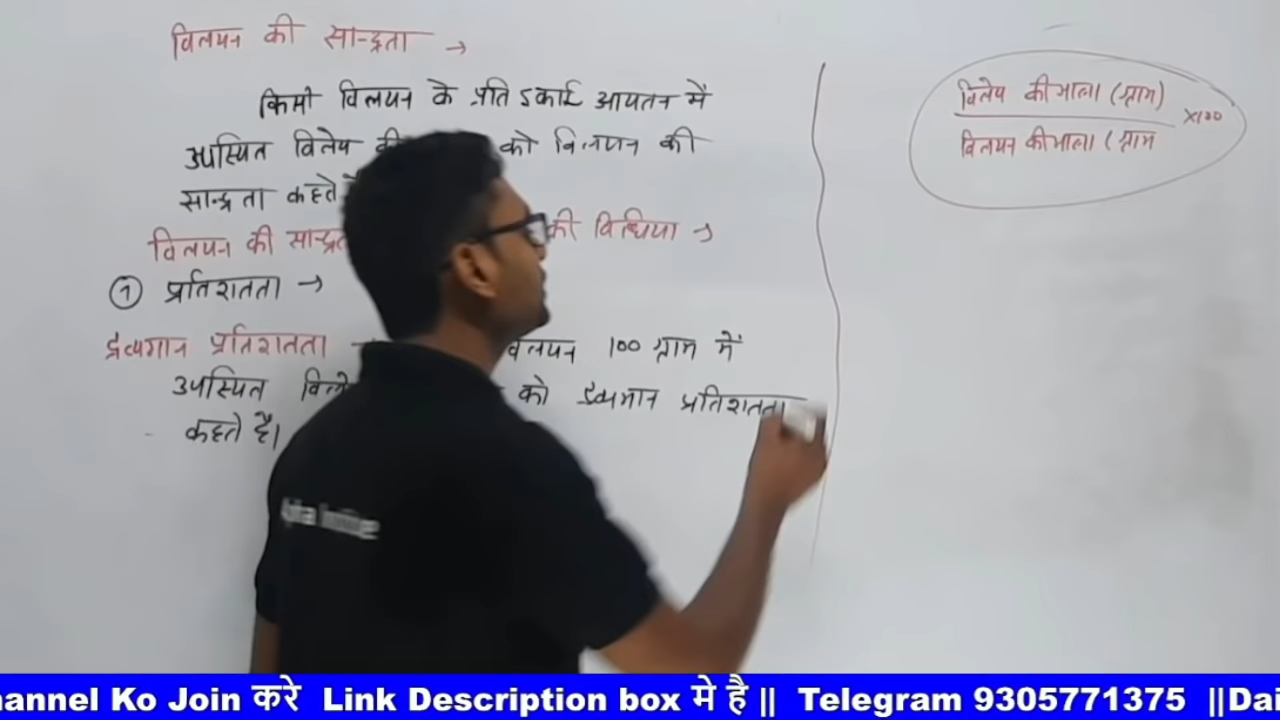 विलयन की सान्द्रता →
किसी विलयन के प्रति इकाई आयतन में
उपस्थित विलेय की को विलयन की
सान्द्रता कहते
विलयन की सान्द्रता की विधिया →
① प्रतिशतता →
द्रव्यमान प्रतिशतता → विलयन 100 ग्राम में
उपस्थित विलेय को द्रव्यमान प्रतिशतता
कहते है।
विलेय की मात्रा (ग्राम)
विलयन की मात्रा (ग्राम
×100
hannel Ko Join करे Link Description box मे है || Telegram 9305771375 ||Dai